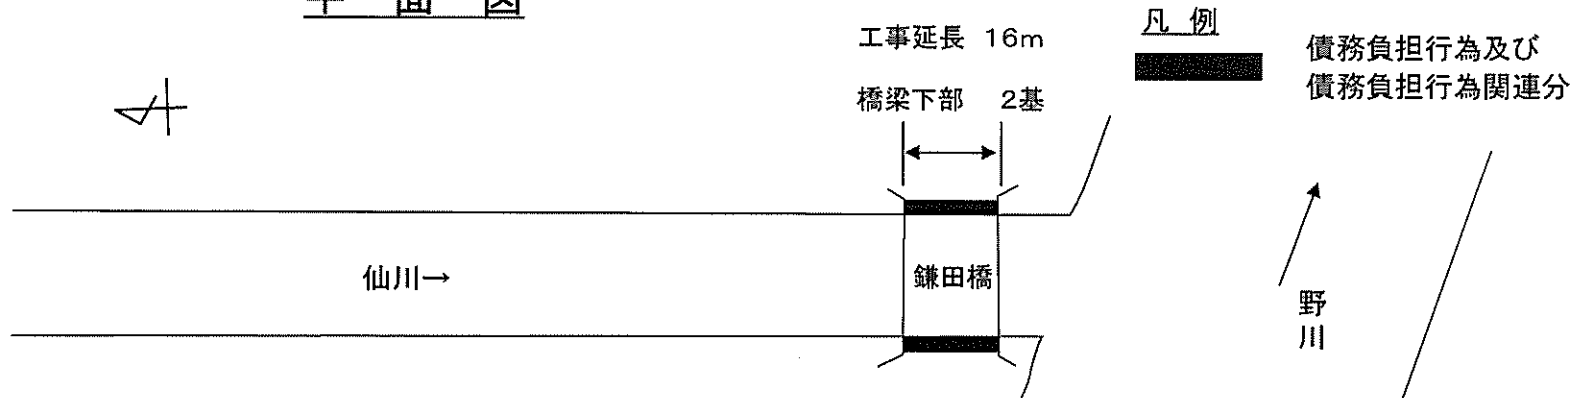 平 面 図
工事延長 16m
橋梁下部 2基
凡 例
債務負担行為及び
債務負担行為関連分
仙川→
鎌田橋
野川